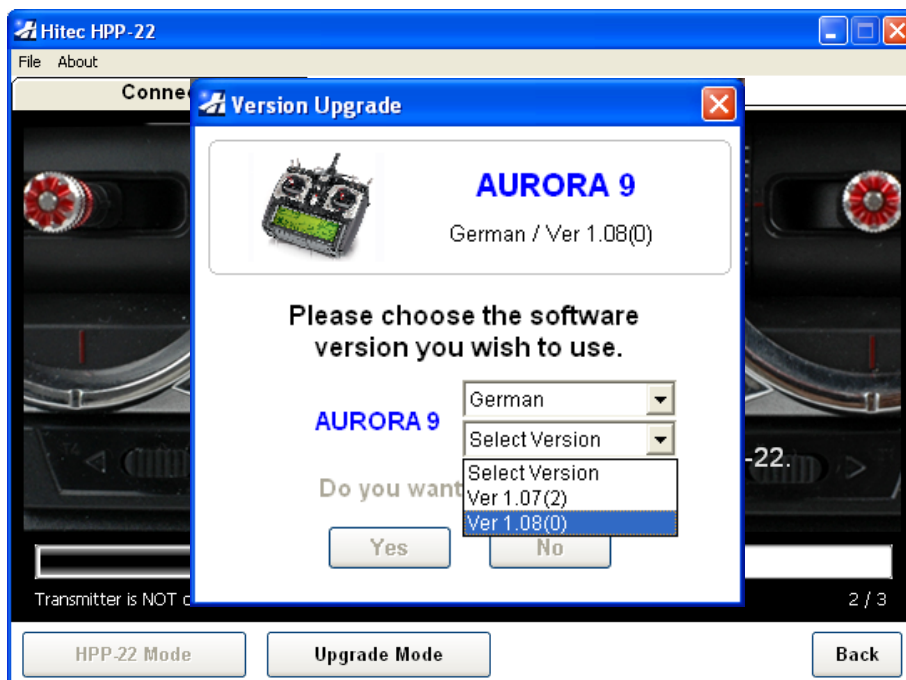 Hitec HPP-22
File About
Connec
Version Upgrade
AURORA 9
German / Ver 1.08(0)
Please choose the software
version you wish to use.
AURORA 9
German
Select Version
Select Version
Ver 1.07(2)
Ver 1.08(0)
-22.
Do you want
Yes No
Transmitter is NOT c
2 / 3
HPP-22 Mode Upgrade Mode Back